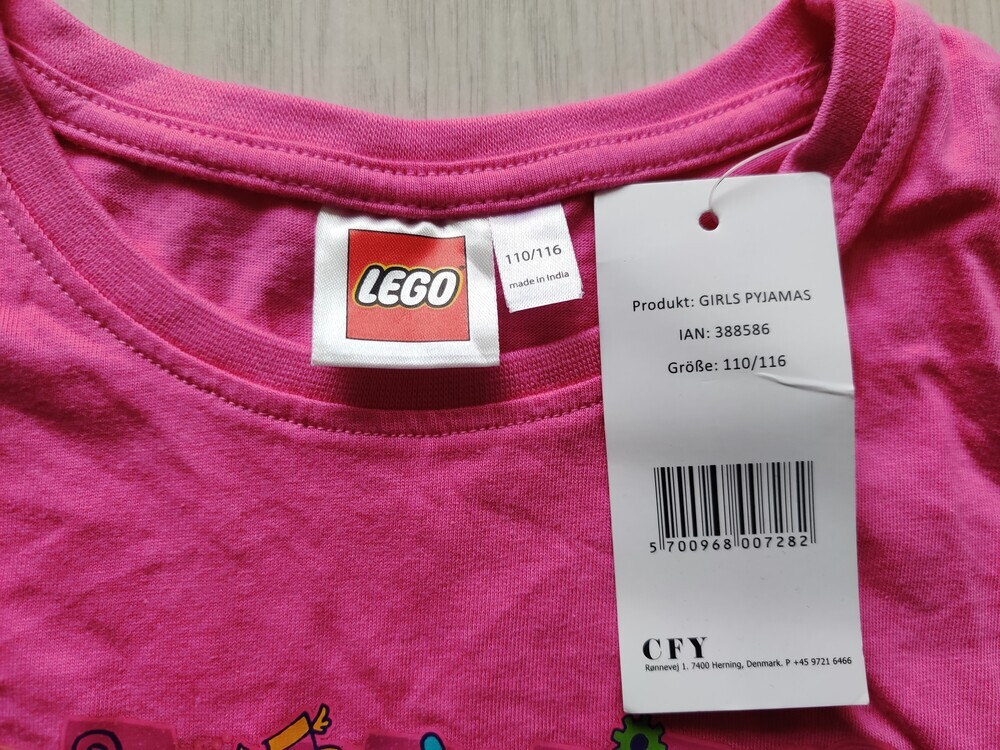 LEGO
110/116
made in India
Produkt: GIRLS PYJAMAS
IAN: 388586
Größe: 110/116
5 700968 007282
CFY
Rønnevej 1. 7400 Herning, Denmark. P +45 9721 6466